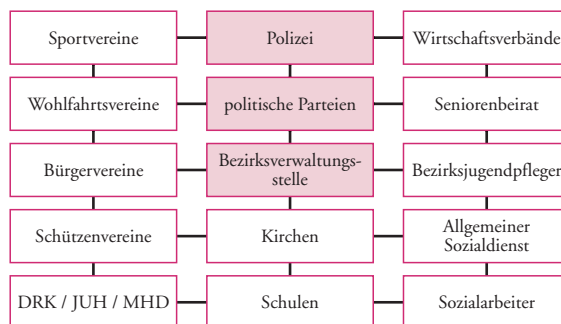 Sportvereine
Polizei
Wirtschaftsverbände
Wohlfahrtsvereine
politische Parteien
Seniorenbeirat
Bürgervereine
Bezirksverwaltungs-
stelle
Bezirksjugendpfleger
Schützenvereine
Kirchen
Allgemeiner
Sozialdienst
DRK / JUH / MHD
Schulen
Sozialarbeiter